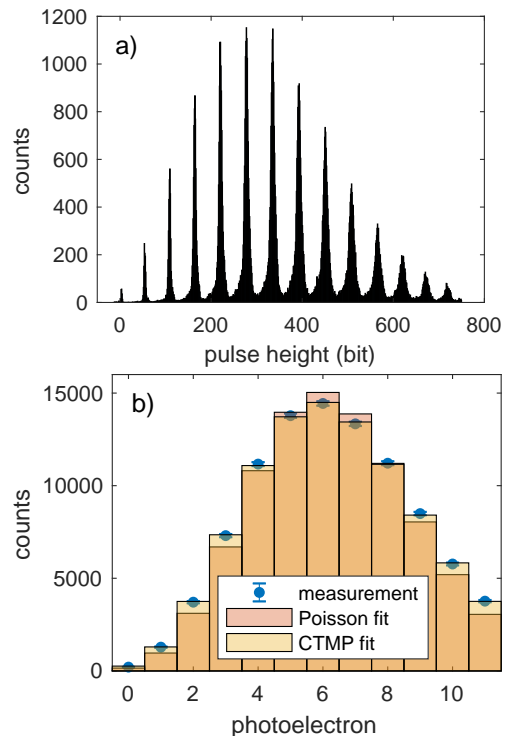 a)
counts
1200
1000
800
600
400
200
0
0 200 400 600 800
pulse height (bit)
b)
counts
15000
10000
5000
0
measurement
Poisson fit
CTMP fit
0 2 4 6 8 10
photoelectron